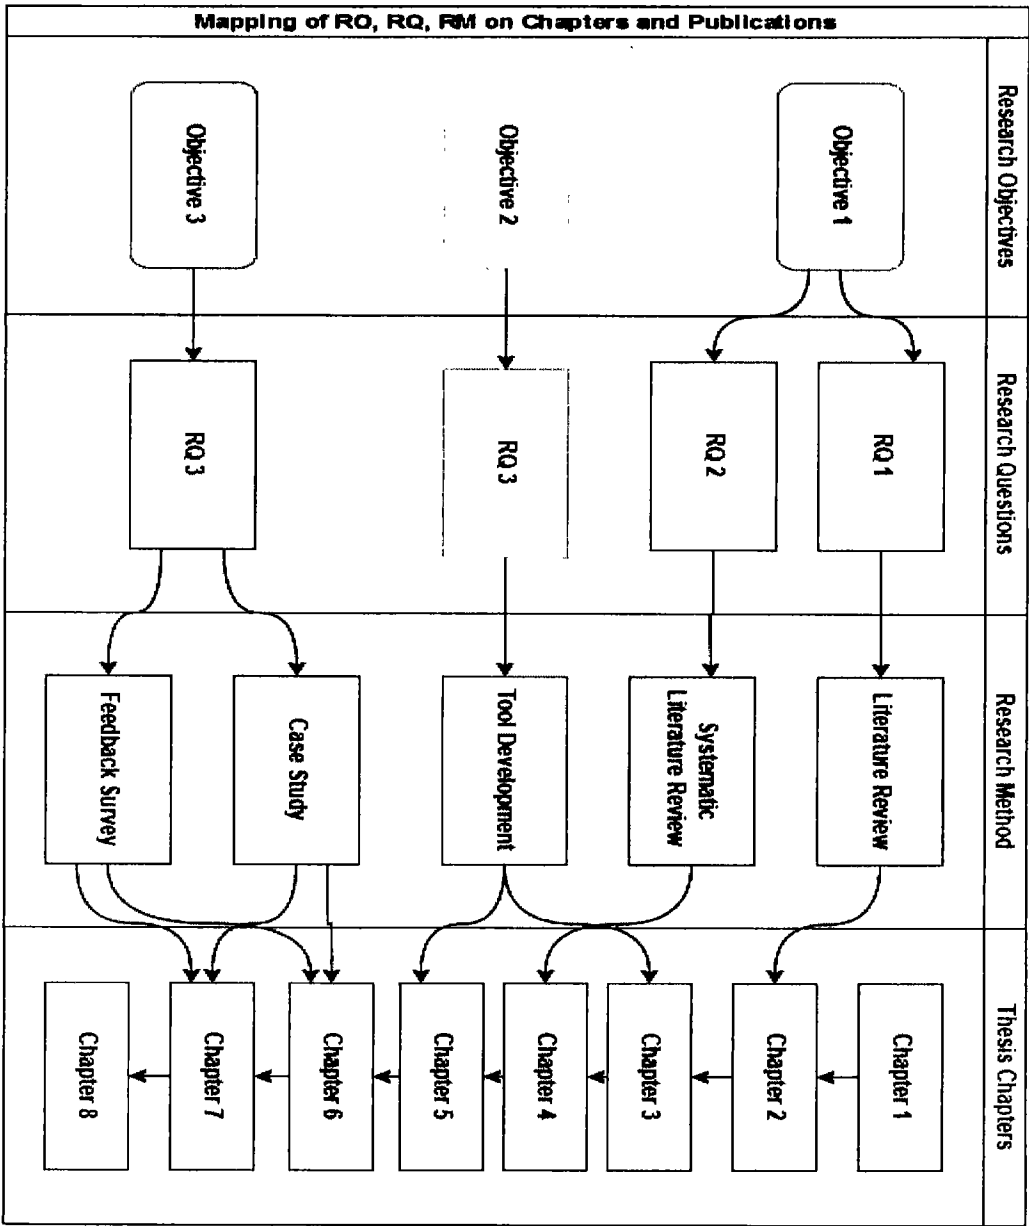 Mapping of RO, RQ, RM on Chapters and Publications
Research Objectives
Objective 1
Objective 2
Objective 3
Research Questions
RQ 1
RQ 2
RQ 3
RQ 3
Research Method
Literature Review
Systematic
Literature Review
Tool Development
Case Study
Feedback Survey
Thesis Chapters
Chapter 1
Chapter 2
Chapter 3
Chapter 4
Chapter 5
Chapter 6
Chapter 7
Chapter 8